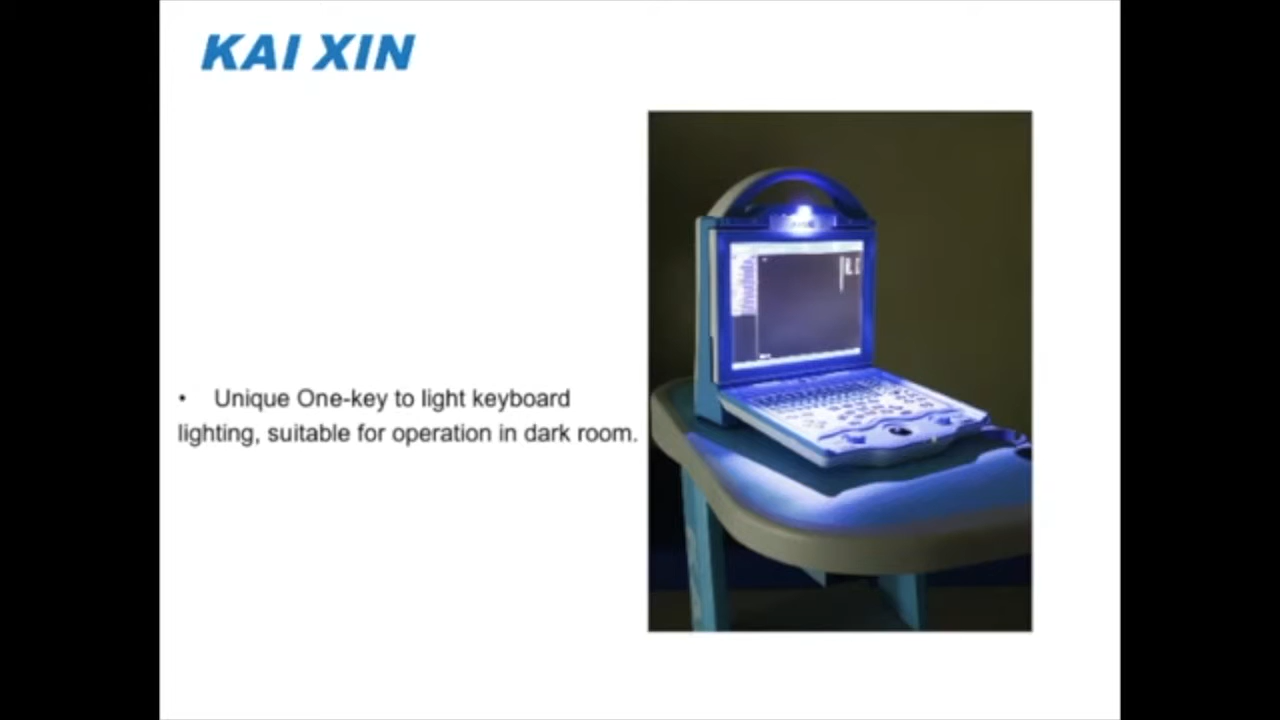 KAI XIN
• Unique One-key to light keyboard
lighting, suitable for operation in dark room.